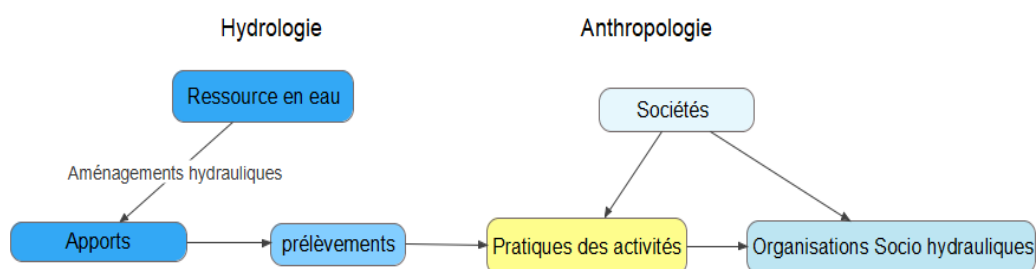 Hydrologie
Anthropologie
Ressource en eau
Sociétés
Aménagements hydrauliques
Apports
prélèvements
Pratiques des activités
Organisations Socio hydrauliques